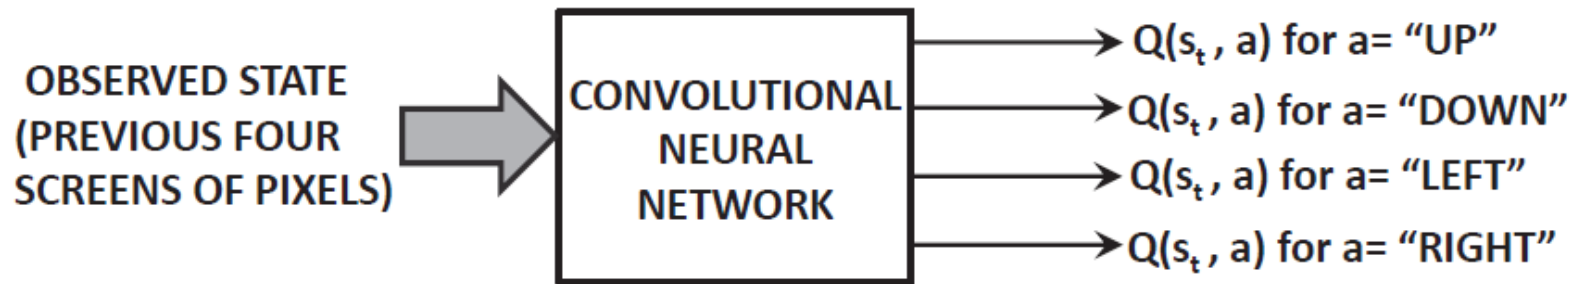 OBSERVED STATE
(PREVIOUS FOUR
SCREENS OF PIXELS)
CONVOLUTIONAL
NEURAL
NETWORK
Q(sₜ , a) for a= “UP”
Q(sₜ , a) for a= “DOWN”
Q(sₜ , a) for a= “LEFT”
Q(sₜ , a) for a= “RIGHT”